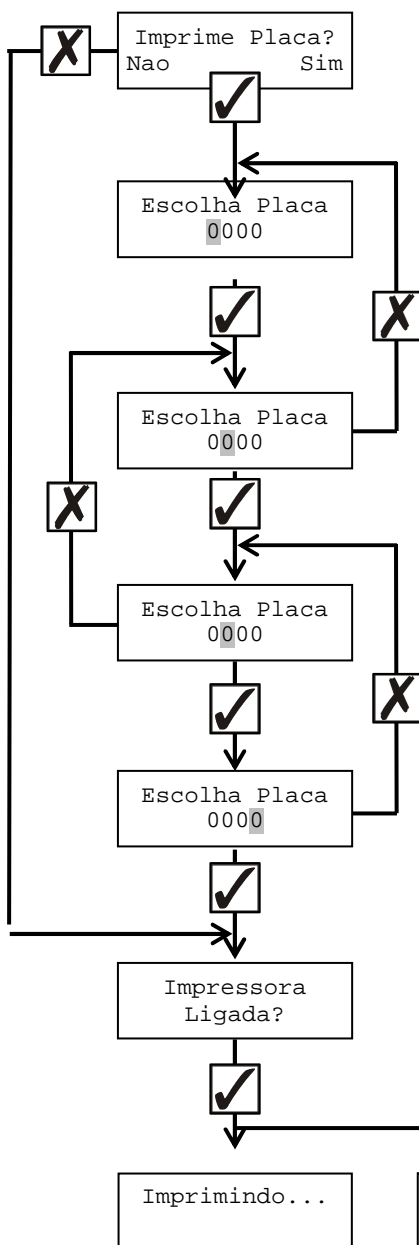 Imprime Placa?
Nao Sim
Escolha Placa
0000
Escolha Placa
0000
Escolha Placa
0000
Escolha Placa
0000
Impressora
Ligada?
Imprimindo...